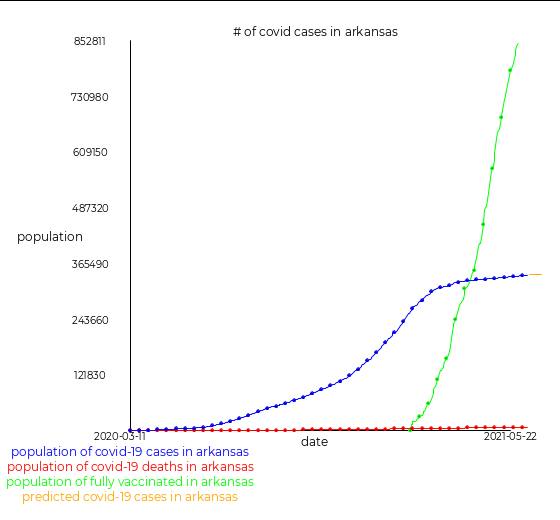 # of covid cases in arkansas
852811
730980
609150
487320
population
365490
243660
121830
2020-03-11
date
2021-05-22
population of covid-19 cases in arkansas
population of covid-19 deaths in arkansas
population of fully vaccinated in arkansas
predicted covid-19 cases in arkansas